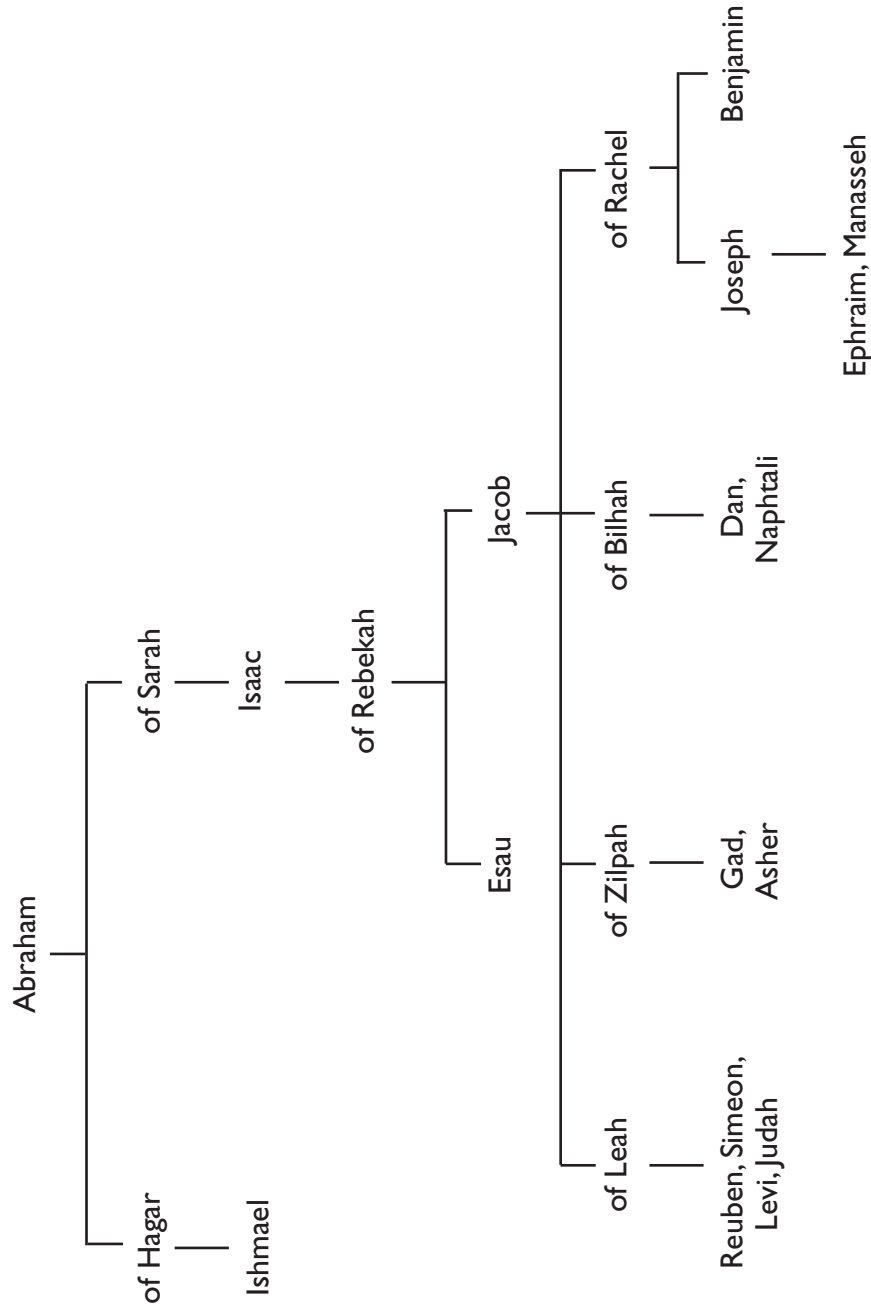 Abraham
of Hagar
of Sarah
Ishmael
Isaac
of Rebekah
Esau
Jacob
of Leah
of Zilpah
of Bilhah
of Rachel
Reuben, Simeon,
Levi, Judah
Gad,
Asher
Dan,
Naphtali
Joseph
Benjamin
Ephraim, Manasseh